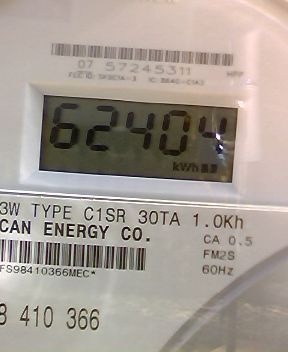 07 57245311
62404
kWh
3W TYPE C1SR 30TA 1.0Kh
CAN ENERGY CO.
CA 0.5
FM2S
60Hz
FS98410366MEC*
8 410 366